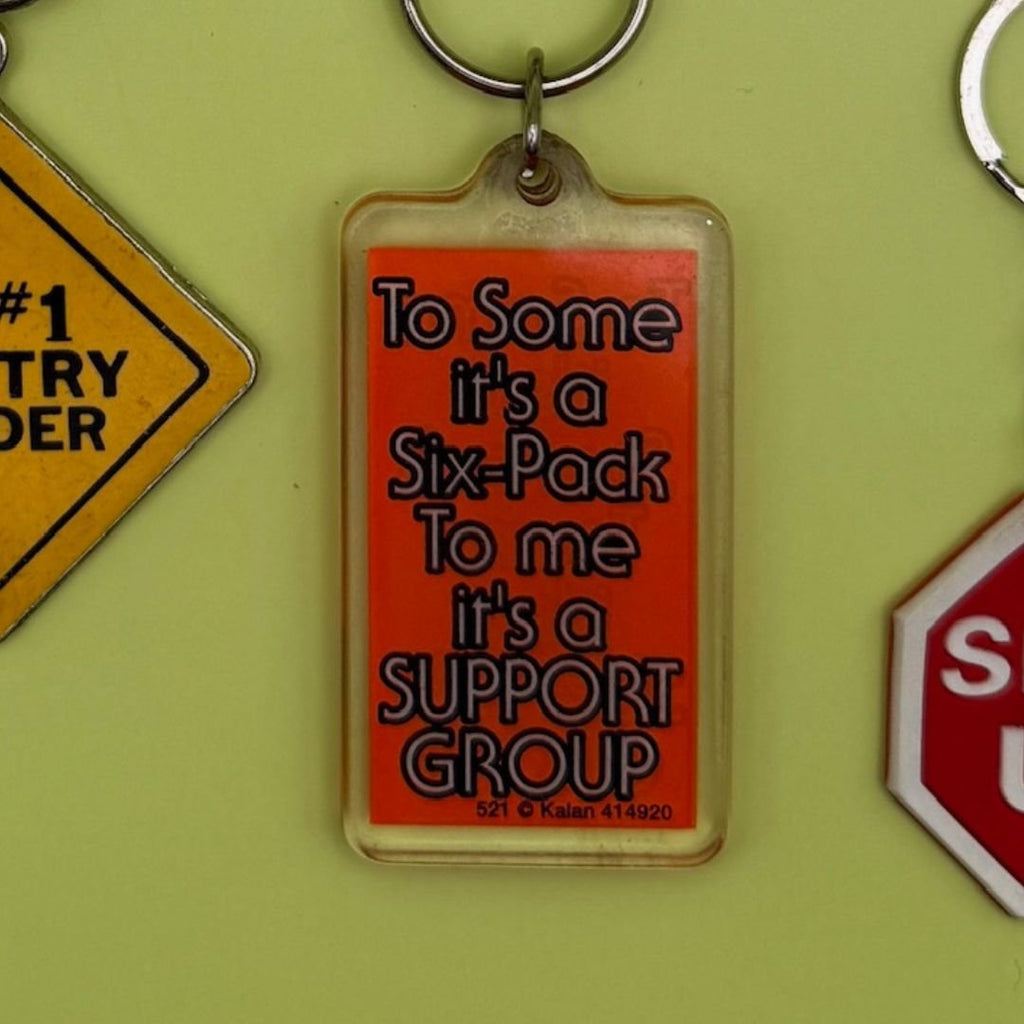 #1
TRY
DER
To Some
it's a
Six-Pack
To me
it's a
SUPPORT
GROUP
521 © Kalan 414920
S
U